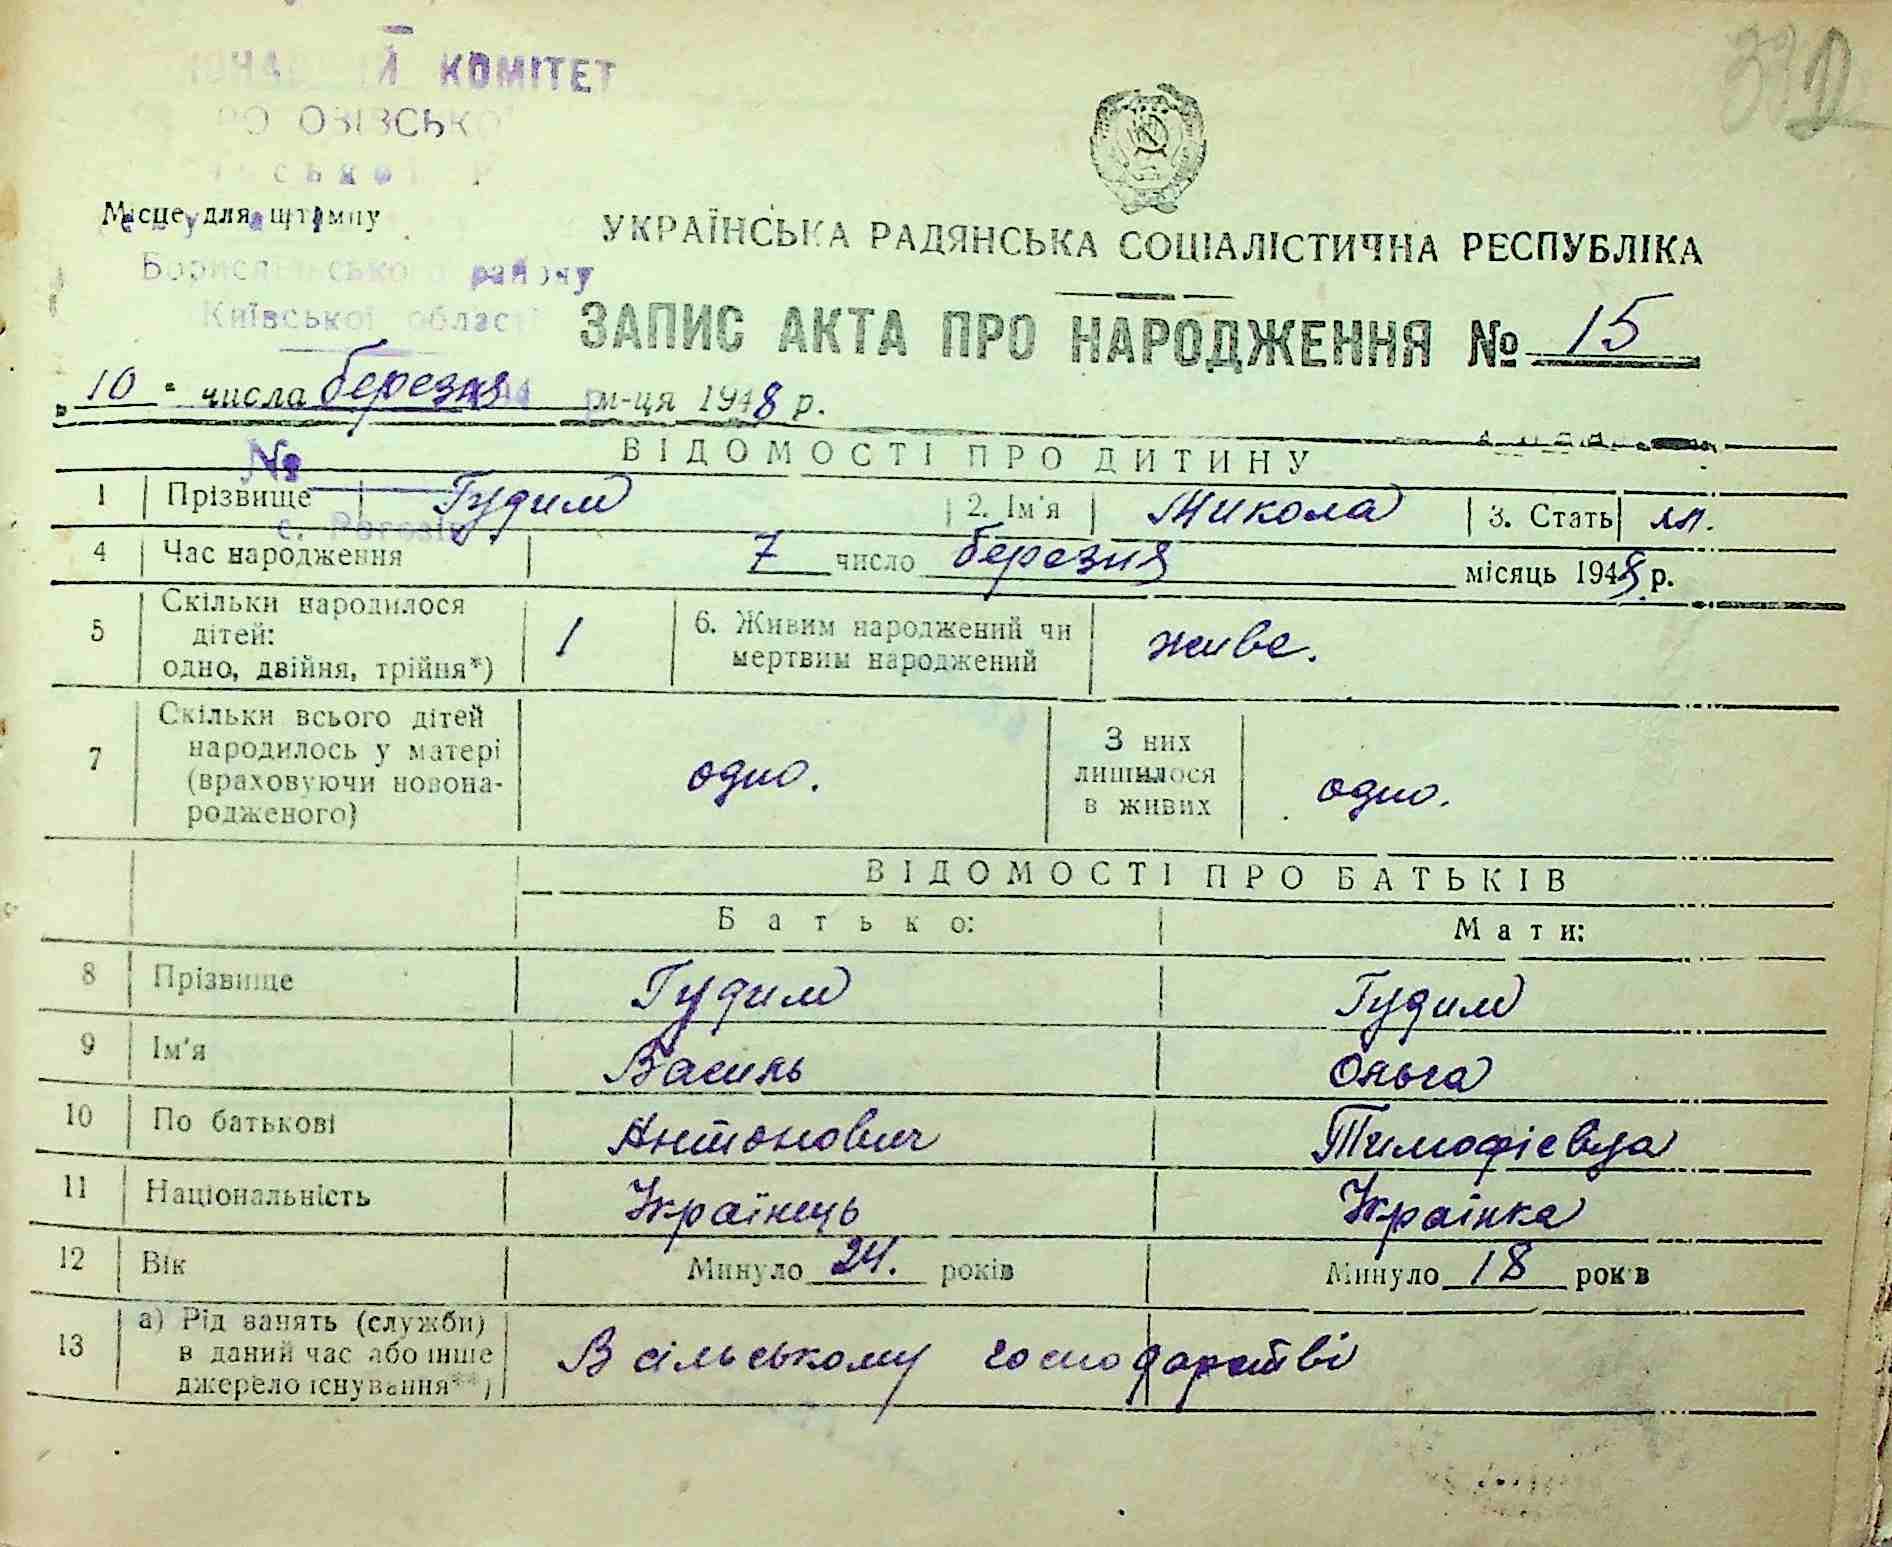 КОМІТЕТ
Місце для штампу
району
Київської області
УКРАЇНСЬКА РАДЯНСЬКА СОЦІАЛІСТИЧНА РЕСПУБЛІКА
ЗАПИС АКТА ПРО НАРОДЖЕННЯ № 15
„ 10 " числа березня м-ця 1948 р.
№
ВІДОМОСТІ ПРО ДИТИНУ
1 Прізвище Гудим 2. Ім'я Микола 3. Стать м.
с. Рогозів
4 Час народження 7 число березня місяць 1948 р.
5 Скільки народилося дітей: одно, двійня, трійня*) 1 6. Живим народжений чи мертвим народжений живе.
7 Скільки всього дітей народилось у матері (враховуючи новонародженого) одно. З них лишилося в живих одно.
ВІДОМОСТІ ПРО БАТЬКІВ
Батько: Мати:
8 Прізвище Гудим Гудим
9 Ім'я Василь Ольга
10 По батькові Антонович Тимофієвна
11 Національність Українець Українка
12 Вік Минуло 24. років Минуло 18 років
13 а) Рід занять (служби) в даний час або інше джерело існування**) В сільському господарстві